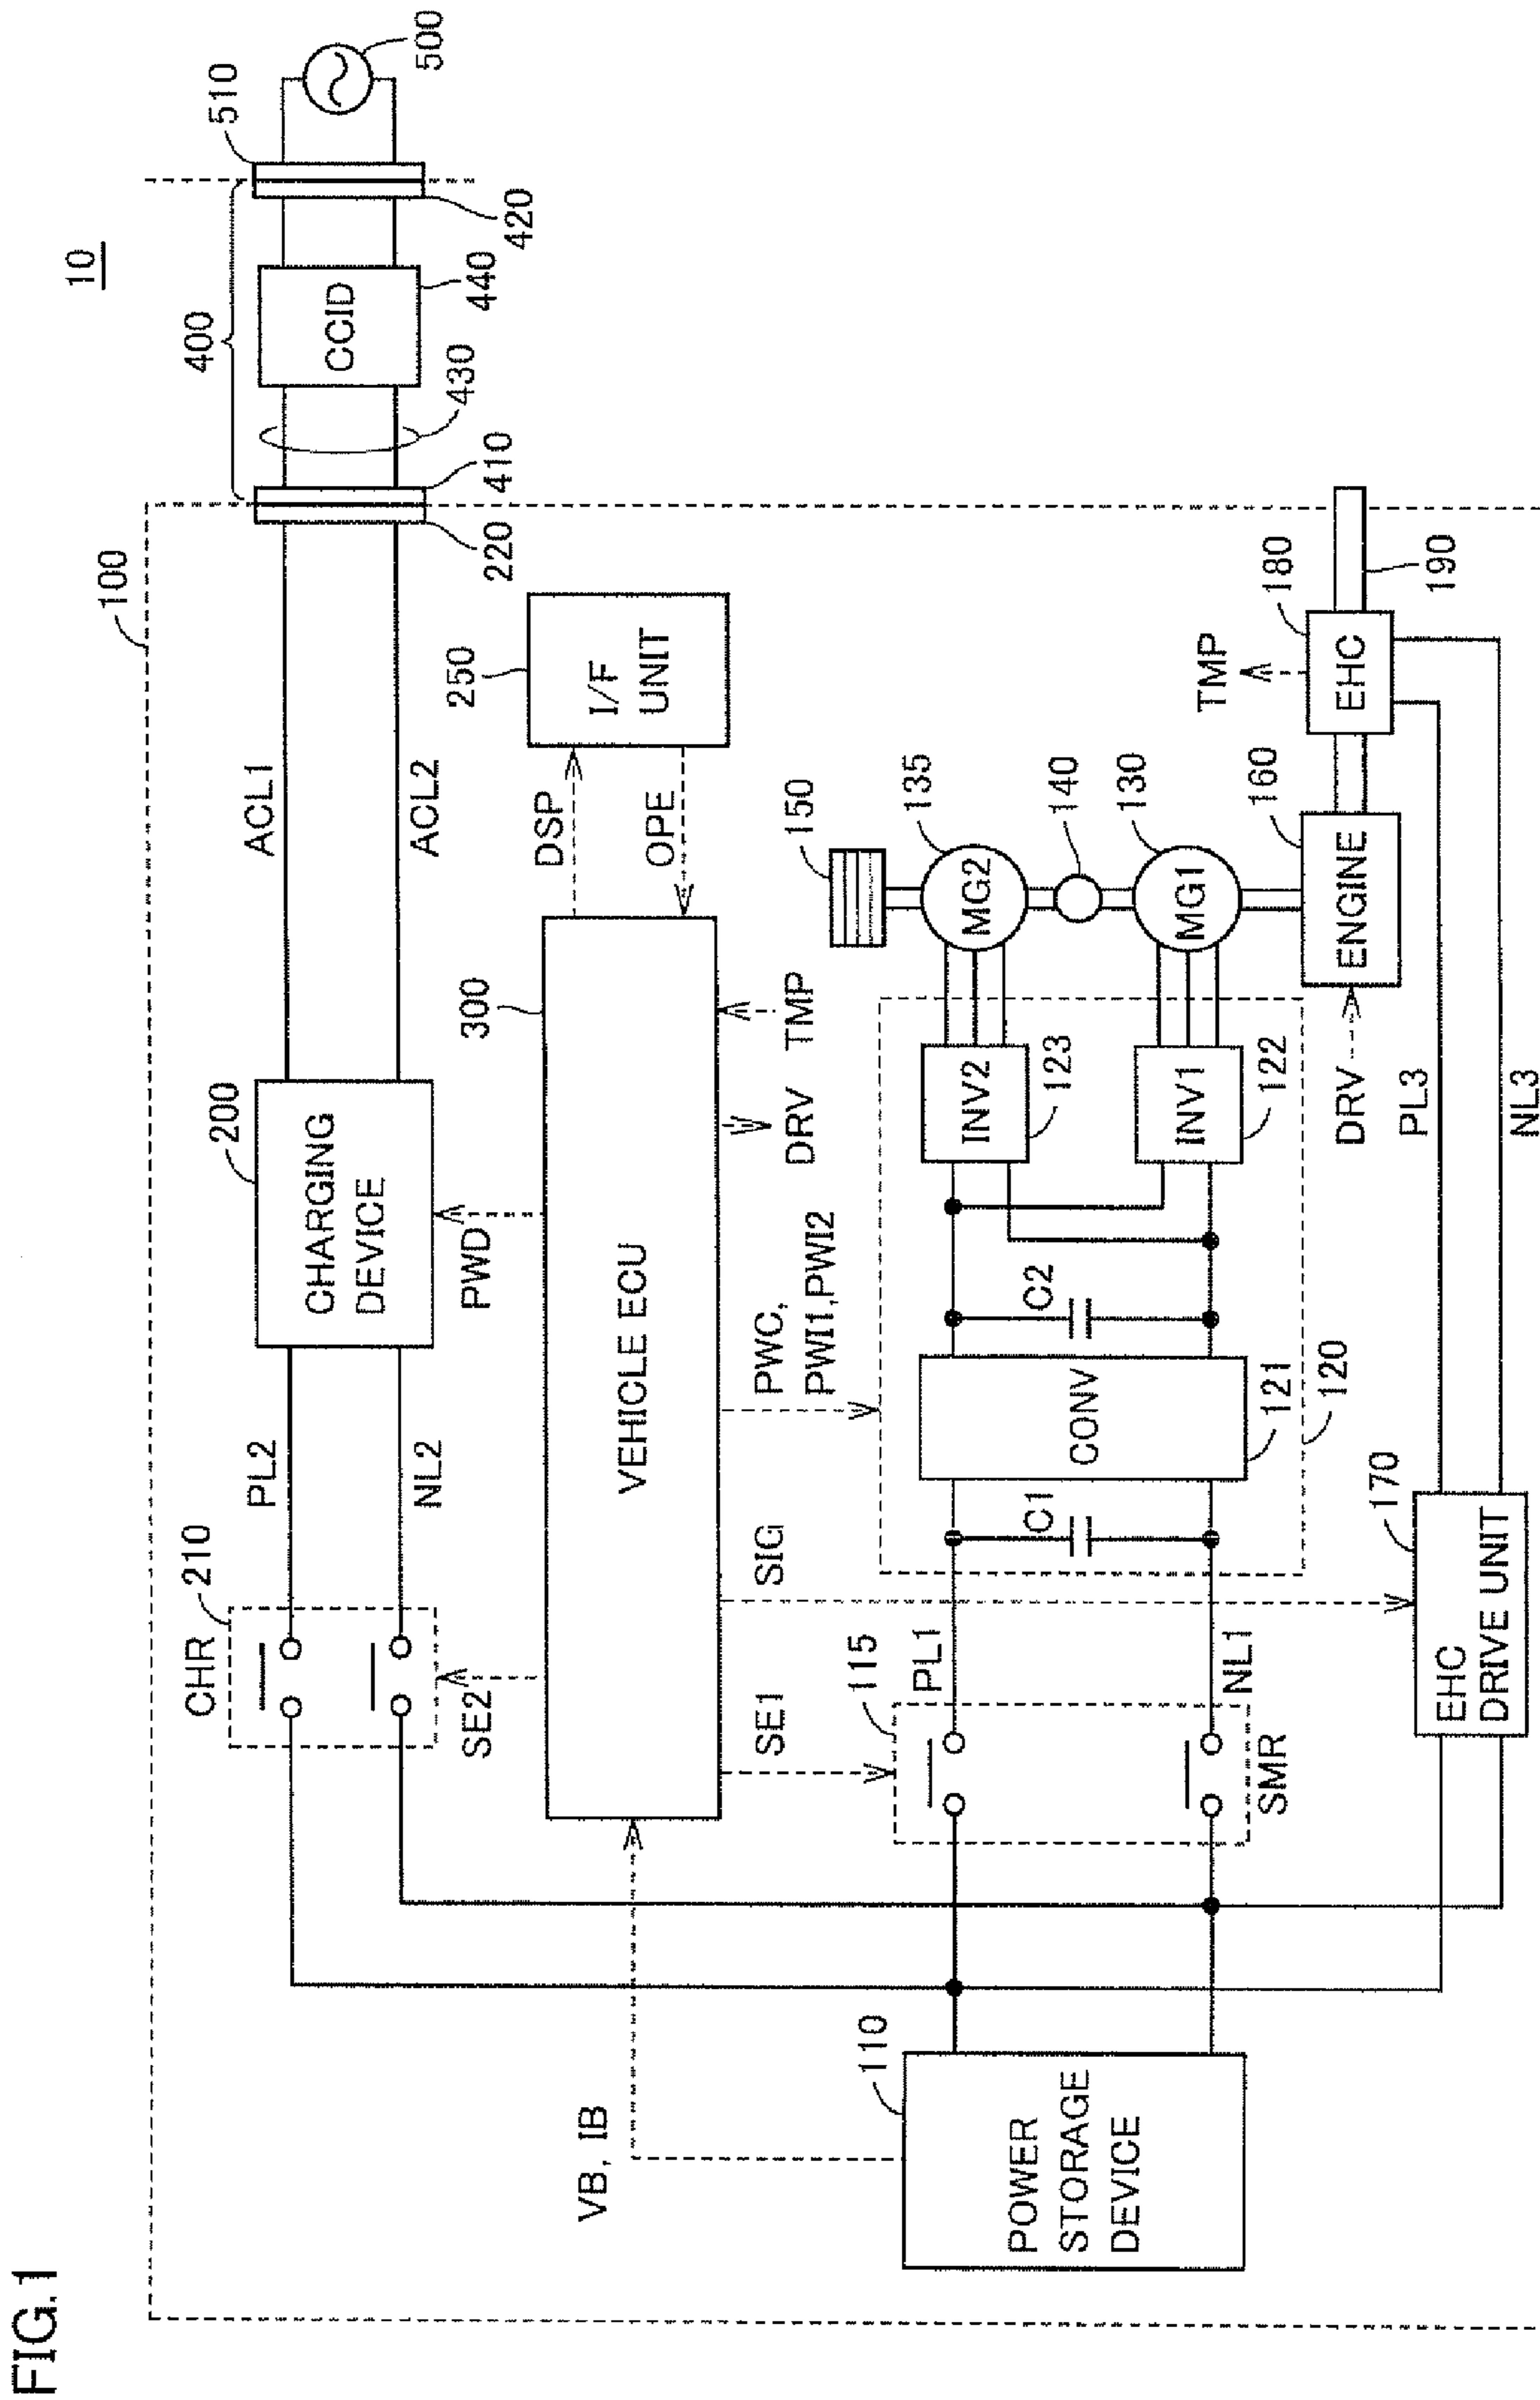 FIG.1
10
100
CHR
210
PL2
NL2
200
CHARGING
DEVICE
ACL1
ACL2
220
410
400
430
CCID
440
420
510
500
SE2
PWD
VB, IB
VEHICLE ECU
300
DSP
OPE
I/F
UNIT
250
SE1
SIG
PWC,
PWI1,PWI2
DRV
TMP
110
POWER
STORAGE
DEVICE
115
SMR
PL1
NL1
C1
CONV
121
120
C2
INV2
123
INV1
122
150
MG2
135
140
MG1
130
ENGINE
160
DRV
TMP
EHC
180
190
170
EHC
DRIVE UNIT
PL3
NL3